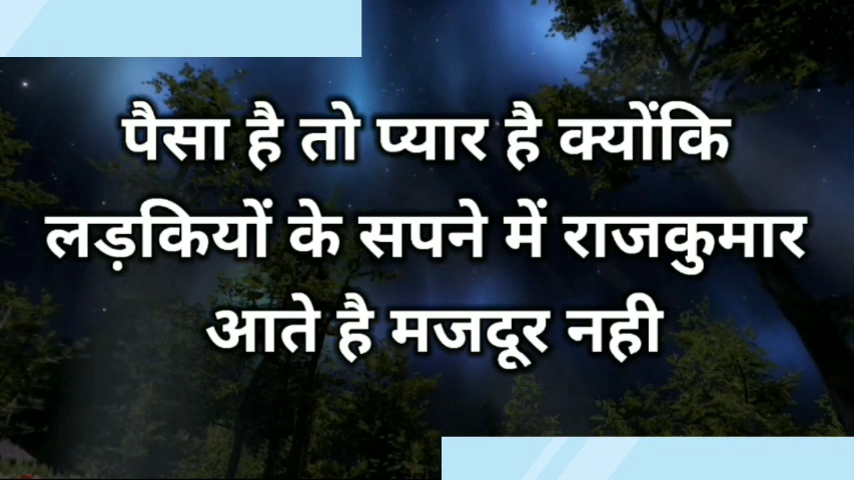 पैसा है तो प्यार है क्योंकि
लड़कियों के सपने में राजकुमार
आते है मजदूर नही